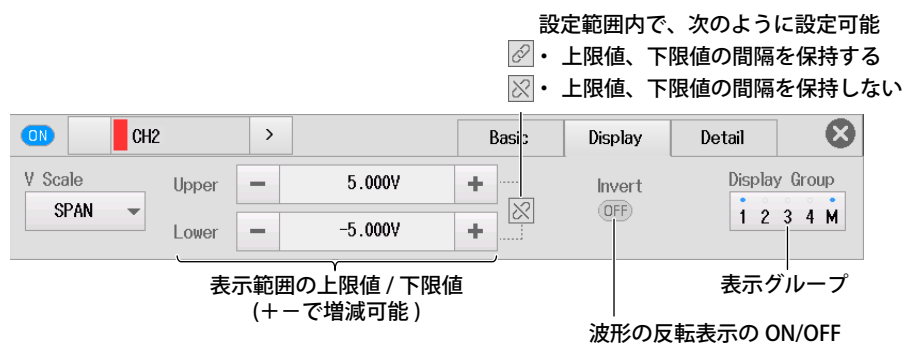 設定範囲内で、次のように設定可能
・ 上限値、下限値の間隔を保持する
・ 上限値、下限値の間隔を保持しない
ON CH2 > Basic Display Detail
V Scale
SPAN
Upper － 5.000V ＋
Lower － -5.000V ＋
Invert
OFF
Display Group
1 2 3 4 M
表示範囲の上限値 / 下限値
(＋－で増減可能 )
表示グループ
波形の反転表示の ON/OFF